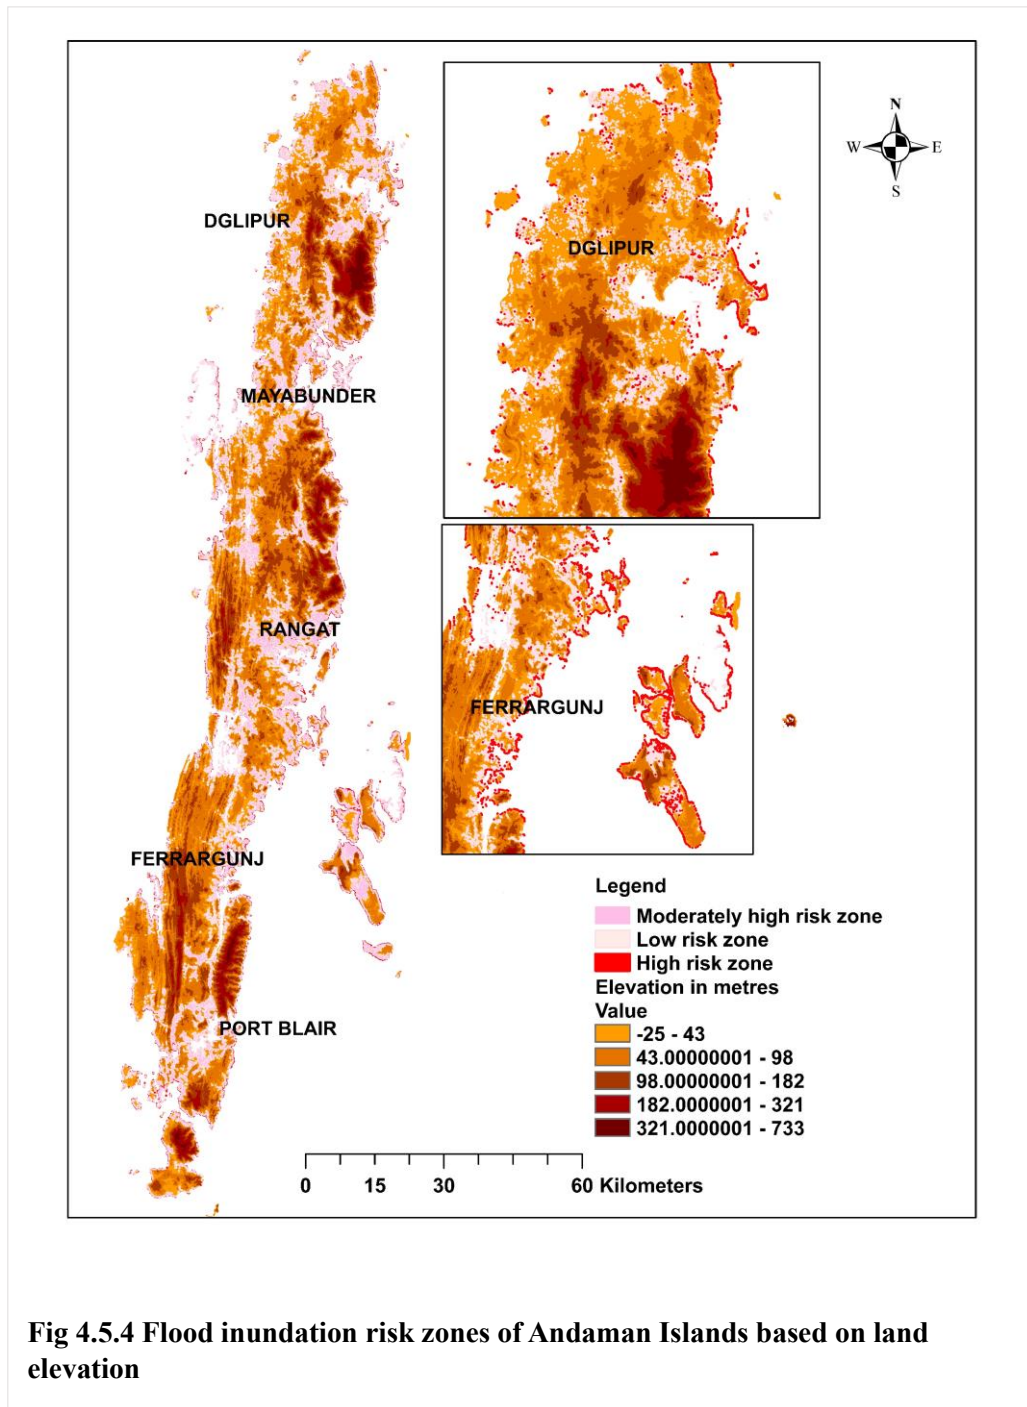 N
W E
S
DGLIPUR
DGLIPUR
MAYABUNDER
RANGAT
FERRARGUNJ
FERRARGUNJ
PORT BLAIR
Legend
Moderately high risk zone
Low risk zone
High risk zone
Elevation in metres
Value
-25 - 43
43.00000001 - 98
98.00000001 - 182
182.0000001 - 321
321.0000001 - 733
0 15 30 60 Kilometers
Fig 4.5.4 Flood inundation risk zones of Andaman Islands based on land
elevation